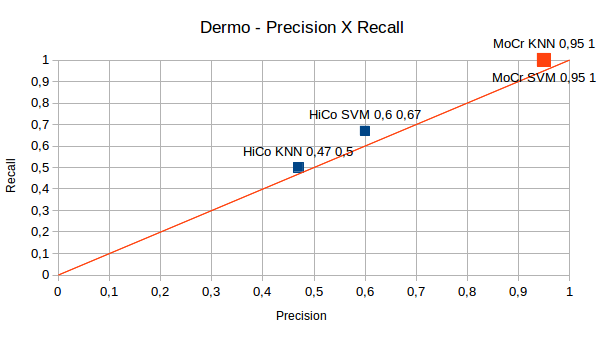 Dermo - Precision X Recall
MoCr KNN 0,95 1
MoCr SVM 0,95 1
HiCo SVM 0,6 0,67
HiCo KNN 0,47 0,5
Recall
1
0,9
0,8
0,7
0,6
0,5
0,4
0,3
0,2
0,1
0
0 0,1 0,2 0,3 0,4 0,5 0,6 0,7 0,8 0,9 1
Precision